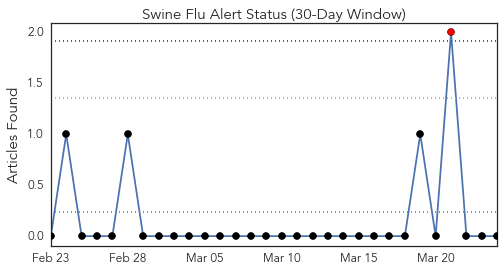 Swine Flu Alert Status (30-Day Window)
Articles Found
2.0
1.5
1.0
0.5
0.0
Feb 23
Feb 28
Mar 05
Mar 10
Mar 15
Mar 20